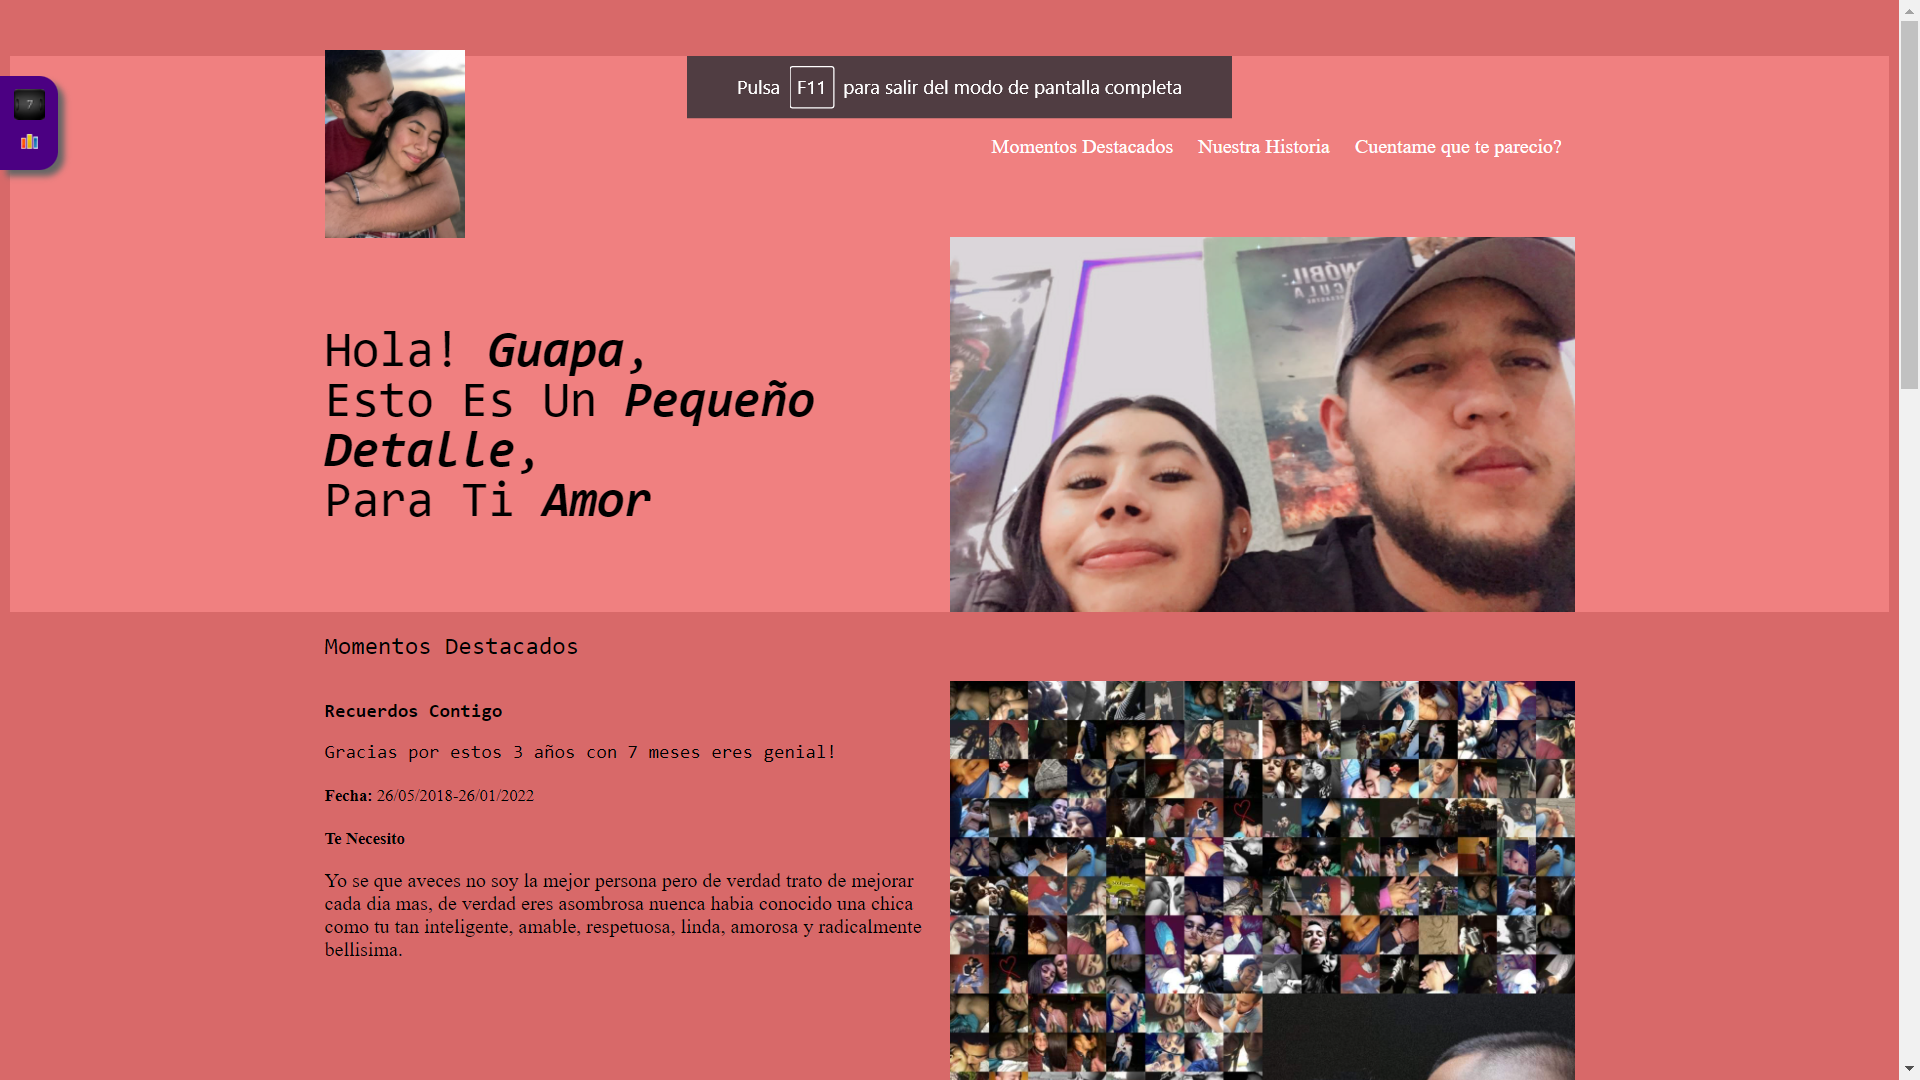 Pulsa F11 para salir del modo de pantalla completa
7
Momentos Destacados Nuestra Historia Cuentame que te parecio?
Hola! Guapa,
Esto Es Un Pequeño
Detalle,
Para Ti Amor
Momentos Destacados
Recuerdos Contigo
Gracias por estos 3 años con 7 meses eres genial!
Fecha: 26/05/2018-26/01/2022
Te Necesito
Yo se que aveces no soy la mejor persona pero de verdad trato de mejorar
cada dia mas, de verdad eres asombrosa nuenca habia conocido una chica
como tu tan inteligente, amable, respetuosa, linda, amorosa y radicalmente
bellisima.